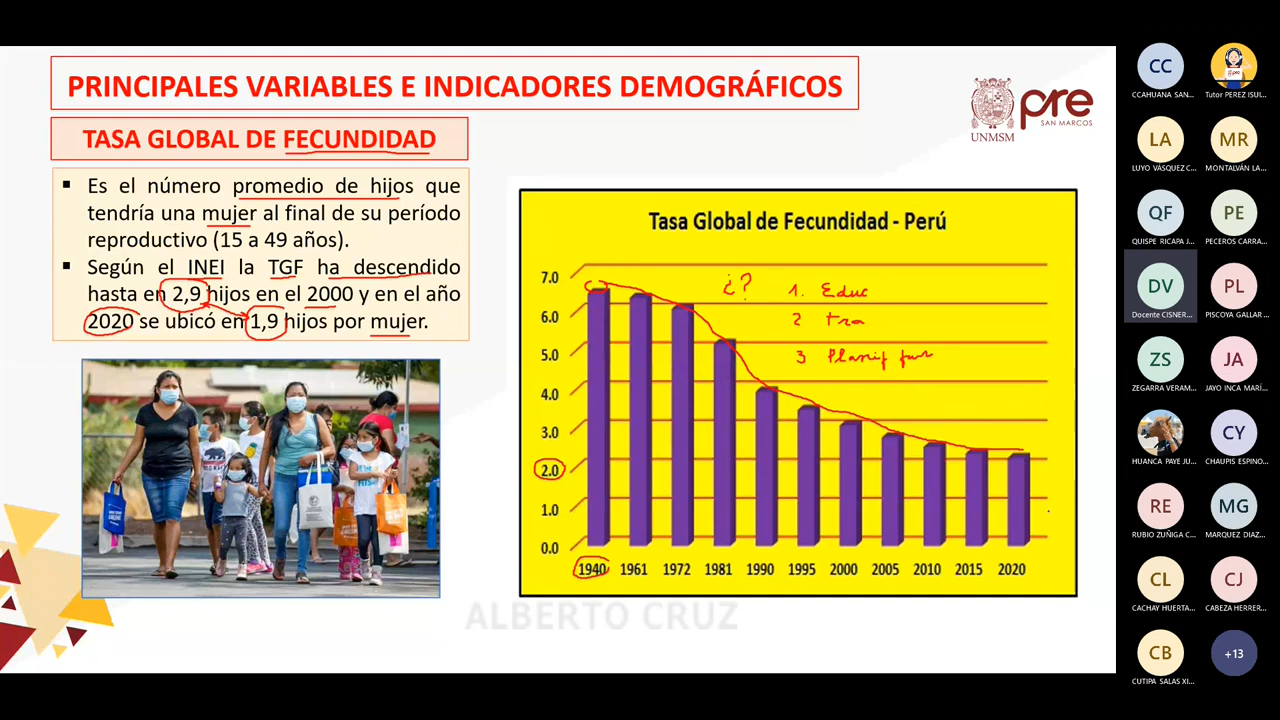 PRINCIPALES VARIABLES E INDICADORES DEMOGRÁFICOS
UNMSM
pre
SAN MARCOS
TASA GLOBAL DE FECUNDIDAD
▪ Es el número promedio de hijos que
tendría una mujer al final de su período
reproductivo (15 a 49 años).
▪ Según el INEI la TGF ha descendido
hasta en 2,9 hijos en el 2000 y en el año
2020 se ubicó en 1,9 hijos por mujer.
Tasa Global de Fecundidad - Perú
¿?
1. Educ
2 tra
3 Planif fam
7.0
6.0
5.0
4.0
3.0
2.0
1.0
0.0
1940 1961 1972 1981 1990 1995 2000 2005 2010 2015 2020
ALBERTO CRUZ
CC
CCAHUANA SAN...
Tutor PEREZ ISUI...
LA
LUYO VÁSQUEZ C...
MR
MONTALVÁN LA...
QF
QUISPE RICAPA J...
PE
PECEROS CARRA...
DV
Docente CISNER...
PL
PISCOYA GALLAR ...
ZS
ZEGARRA VERAM...
JA
JAYO INCA MARÍ...
HUANCA PAYE JU...
CY
CHAUPIS ESPINO...
RE
RUBIO ZUÑIGA C...
MG
MARQUEZ DIAZ...
CL
CACHAY HUERTA...
CJ
CABEZA HERRER...
CB
CUTIPA SALAS XI...
+13